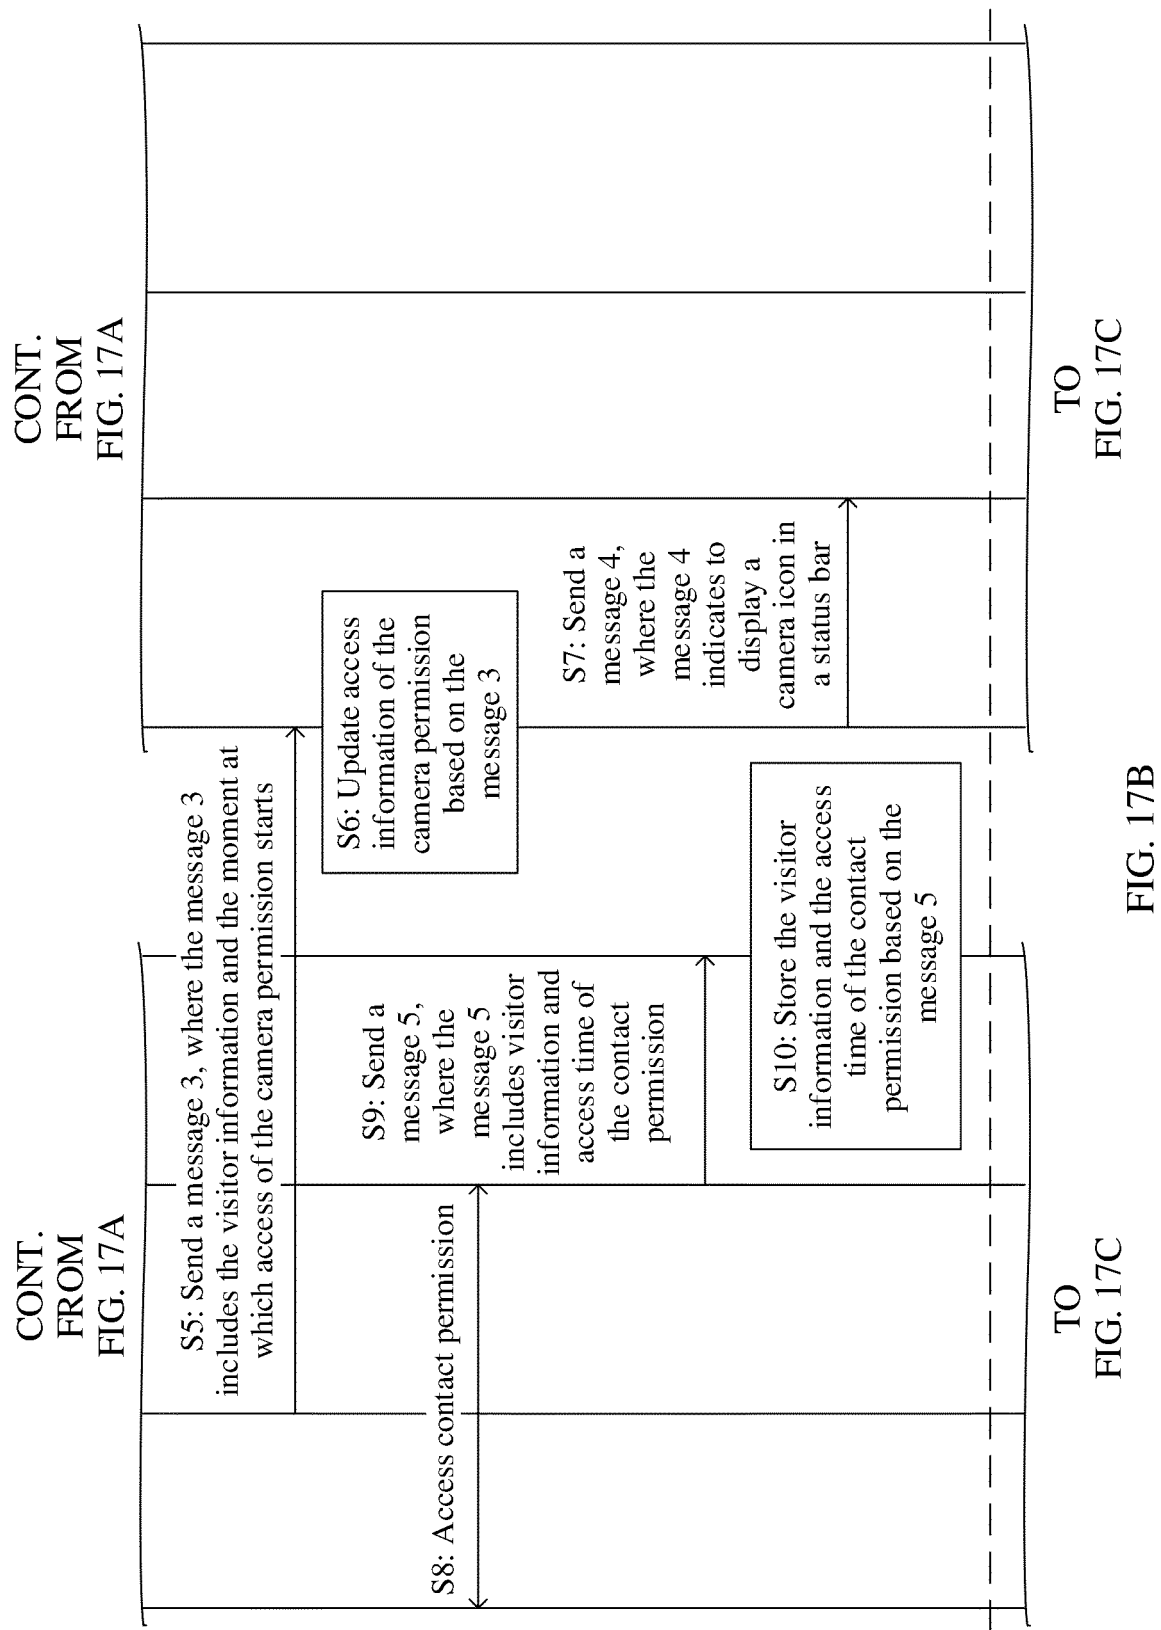 CONT.
FROM
FIG. 17A
CONT.
FROM
FIG. 17A
S5: Send a message 3, where the message 3
includes the visitor information and the moment at
which access of the camera permission starts
S6: Update access
information of the
camera permission
based on the
message 3
S7: Send a
message 4,
where the
message 4
indicates to
display a
camera icon in
a status bar
S8: Access contact permission
S9: Send a
message 5,
where the
message 5
includes visitor
information and
access time of
the contact
permission
S10: Store the visitor
information and the access
time of the contact
permission based on the
message 5
TO
FIG. 17C
TO
FIG. 17C
FIG. 17B